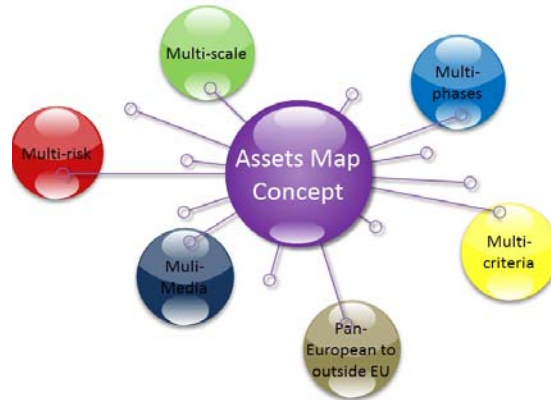 Multi-scale
Multi-
phases
Multi-risk
Assets Map
Concept
Muli-
Media
Multi-
criteria
Pan-
European to
outside EU